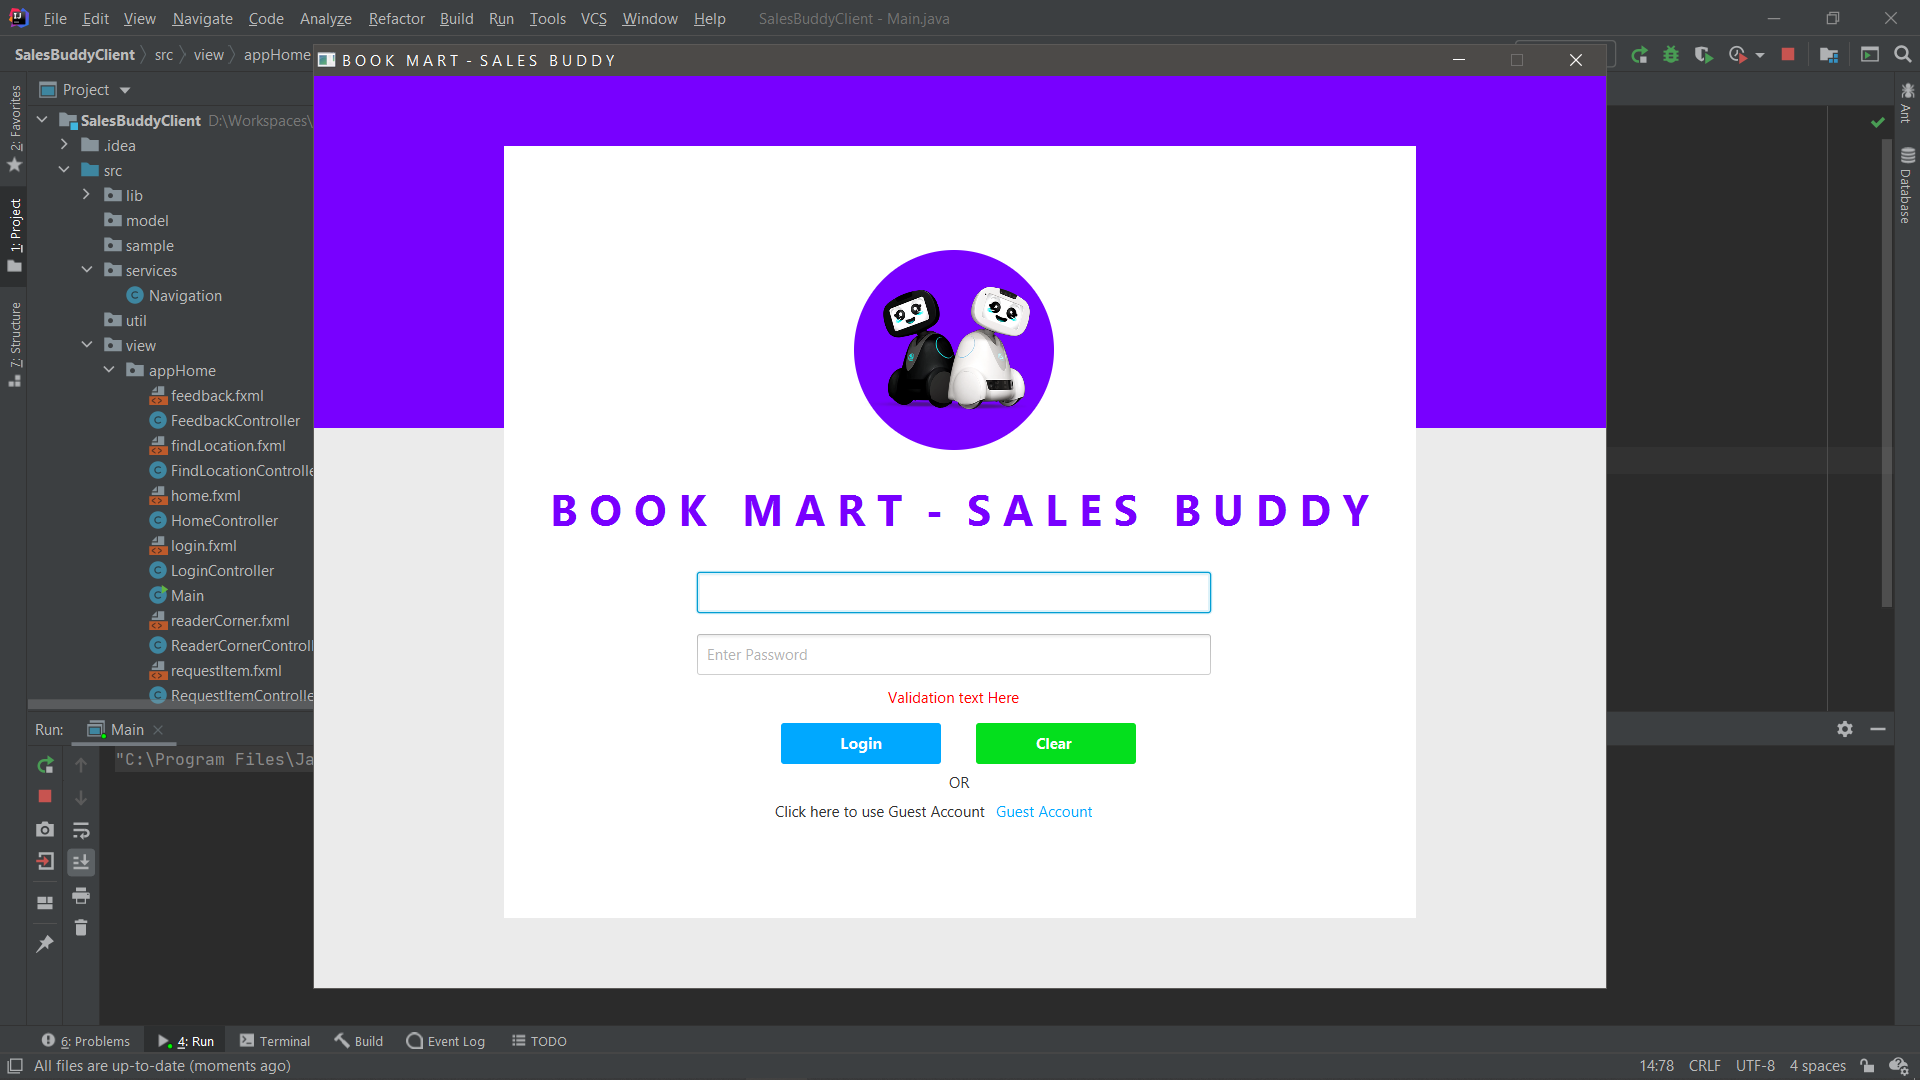 File Edit View Navigate Code Analyze Refactor Build Run Tools VCS Window Help SalesBuddyClient - Main.java
SalesBuddyClient src view appHome
BOOK MART - SALES BUDDY
Project
2: Favorites
1: Project
7: Structure
Ant
Database
SalesBuddyClient D:\Workspaces\
.idea
src
lib
model
sample
services
Navigation
util
view
appHome
feedback.fxml
FeedbackController
findLocation.fxml
FindLocationControlle
home.fxml
HomeController
login.fxml
LoginController
Main
readerCorner.fxml
ReaderCornerControll
requestItem.fxml
RequestItemControlle
BOOK MART - SALES BUDDY
Enter Password
Validation text Here
Login Clear
OR
Click here to use Guest Account Guest Account
Run: Main
"C:\Program Files\Ja
6: Problems 4: Run Terminal Build Event Log TODO
All files are up-to-date (moments ago) 14:78 CRLF UTF-8 4 spaces